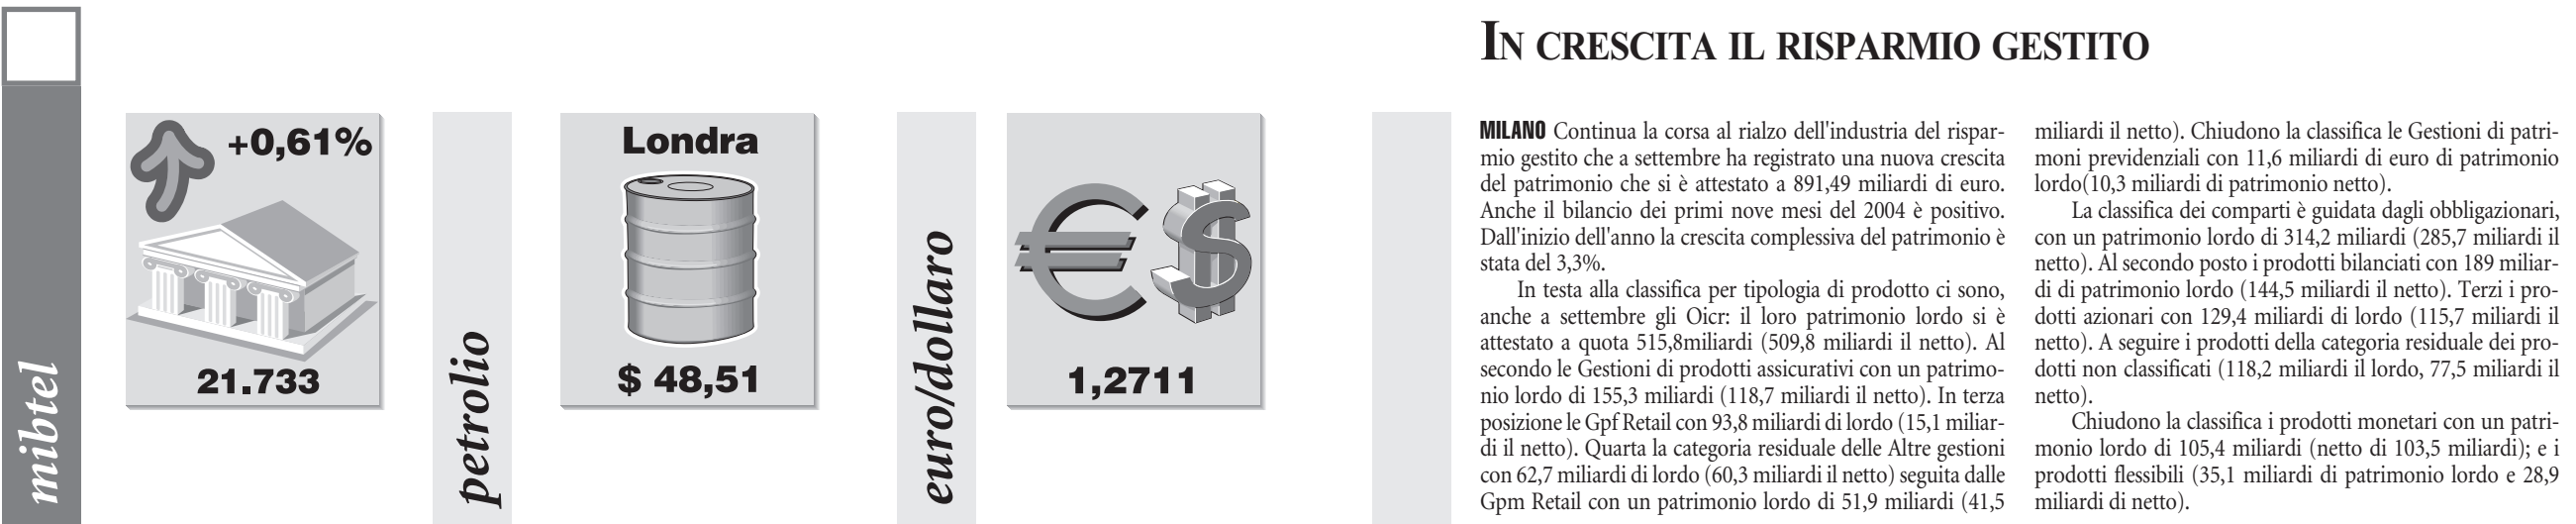 mibtel
+0,61%
21.733
petrolio
Londra
$ 48,51
euro/dollaro
1,2711
IN CRESCITA IL RISPARMIO GESTITO
MILANO Continua la corsa al rialzo dell'industria del rispar-
mio gestito che a settembre ha registrato una nuova crescita
del patrimonio che si è attestato a 891,49 miliardi di euro.
Anche il bilancio dei primi nove mesi del 2004 è positivo.
Dall'inizio dell'anno la crescita complessiva del patrimonio è
stata del 3,3%.
In testa alla classifica per tipologia di prodotto ci sono,
anche a settembre gli Oicr: il loro patrimonio lordo si è
attestato a quota 515,8miliardi (509,8 miliardi il netto). Al
secondo le Gestioni di prodotti assicurativi con un patrimo-
nio lordo di 155,3 miliardi (118,7 miliardi il netto). In terza
posizione le Gpf Retail con 93,8 miliardi di lordo (15,1 miliar-
di il netto). Quarta la categoria residuale delle Altre gestioni
con 62,7 miliardi di lordo (60,3 miliardi il netto) seguita dalle
Gpm Retail con un patrimonio lordo di 51,9 miliardi (41,5
miliardi il netto). Chiudono la classifica le Gestioni di patri-
moni previdenziali con 11,6 miliardi di euro di patrimonio
lordo(10,3 miliardi di patrimonio netto).
La classifica dei comparti è guidata dagli obbligazionari,
con un patrimonio lordo di 314,2 miliardi (285,7 miliardi il
netto). Al secondo posto i prodotti bilanciati con 189 miliar-
di di patrimonio lordo (144,5 miliardi il netto). Terzi i pro-
dotti azionari con 129,4 miliardi di lordo (115,7 miliardi il
netto). A seguire i prodotti della categoria residuale dei pro-
dotti non classificati (118,2 miliardi il lordo, 77,5 miliardi il
netto).
Chiudono la classifica i prodotti monetari con un patri-
monio lordo di 105,4 miliardi (netto di 103,5 miliardi); e i
prodotti flessibili (35,1 miliardi di patrimonio lordo e 28,9
miliardi di netto).